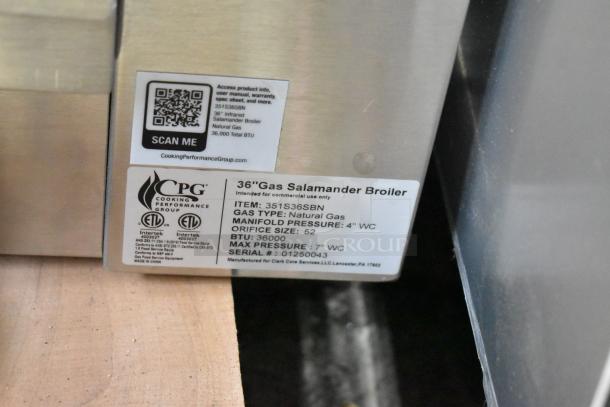 Access product info,
user manual, warranty,
spec sheet, and more.
351S36SBN
36" Infrared
Salamander Broiler
Natural Gas
36,000 Total BTU
SCAN ME
CookingPerformanceGroup.com
CPG
COOKING
PERFORMANCE
GROUP
Intertek
Intertek
MADE IN CHINA
36"Gas Salamander Broiler
Intended for commercial use only
ITEM: 351S36SBN
GAS TYPE: Natural Gas
MANIFOLD PRESSURE: 4" WC
ORIFICE SIZE: 52
BTU: 36000
MAX PRESSURE: WC
SERIAL #: 01250043
Manufactured for Clark Core Services,LLC Lancaster,PA 17602
GROUP